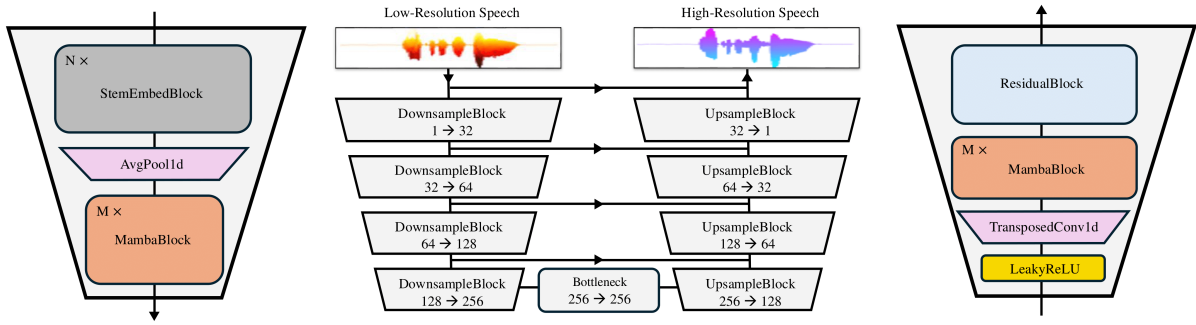 N ×
StemEmbedBlock
AvgPool1d
M ×
MambaBlock
Low-Resolution Speech
High-Resolution Speech
DownsampleBlock
1 → 32
DownsampleBlock
32 → 64
DownsampleBlock
64 → 128
DownsampleBlock
128 → 256
Bottleneck
256 → 256
UpsampleBlock
32 → 1
UpsampleBlock
64 → 32
UpsampleBlock
128 → 64
UpsampleBlock
256 → 128
ResidualBlock
M ×
MambaBlock
TransposedConv1d
LeakyReLU